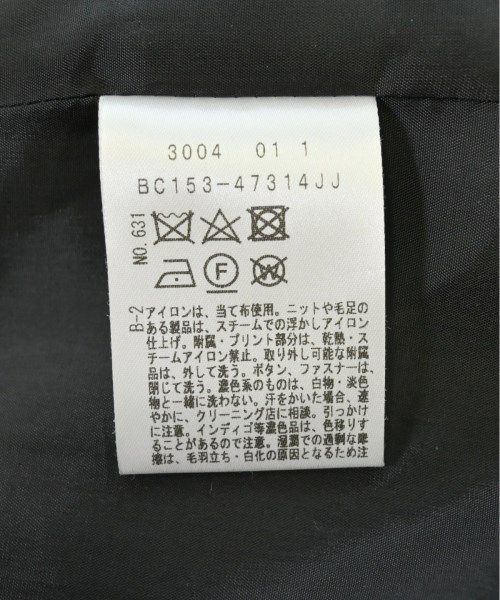 3004 01 1
BC153-47314JJ
NO. 631
F
W
B-2
アイロンは、当て布使用。ニットや毛足の
ある製品は、スチームでの浮かしアイロン
仕上げ。附属・プリント部分は、乾熱・ス
チームアイロン禁止。取り外し可能な附属
品は、外して洗う。ボタン、ファスナーは、
閉じて洗う。濃色系のものは、白物・淡色
物と一緒に洗わない。汗をかいた場合、速
やかに、クリーニング店に相談。引っかけ
に注意。インディゴ等濃色品は、色移りす
ることがあるので注意。湿潤での過剰な摩
擦は、毛羽立ち・白化の原因となるため注